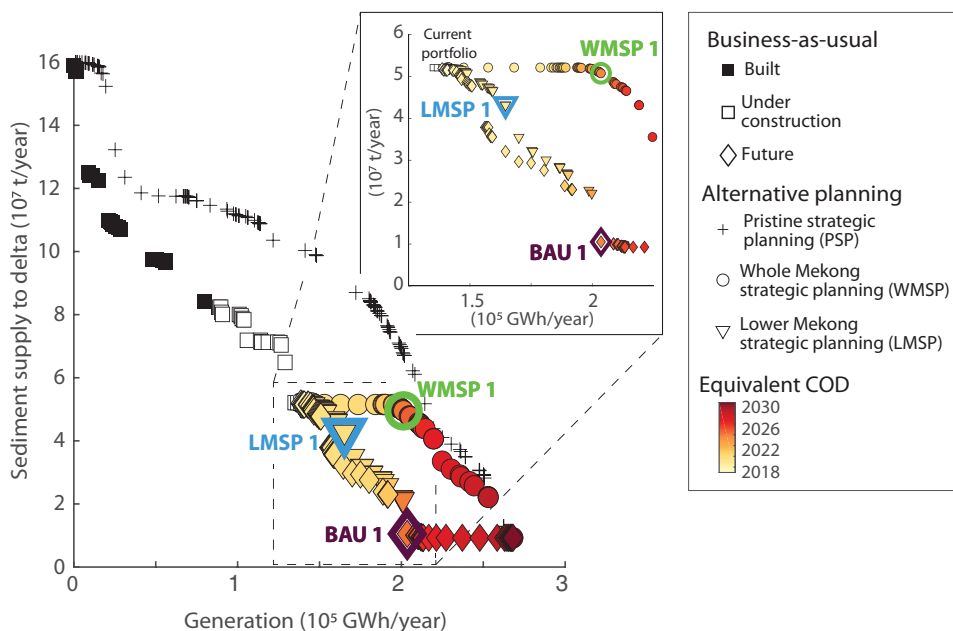 Sediment supply to delta (10⁷ t/year)
16
14
12
10
8
6
4
2
0
0
1
2
3
Generation (10⁵ GWh/year)
WMSP 1
LMSP 1
BAU 1
6
5
4
3
2
1
0
(10⁷ t/year)
1.5
2
(10⁵ GWh/year)
Current
portfolio
WMSP 1
LMSP 1
BAU 1
Business-as-usual
Built
Under
construction
Future
Alternative planning
Pristine strategic
planning (PSP)
Whole Mekong
strategic planning (WMSP)
Lower Mekong
strategic planning (LMSP)
Equivalent COD
2030
2026
2022
2018